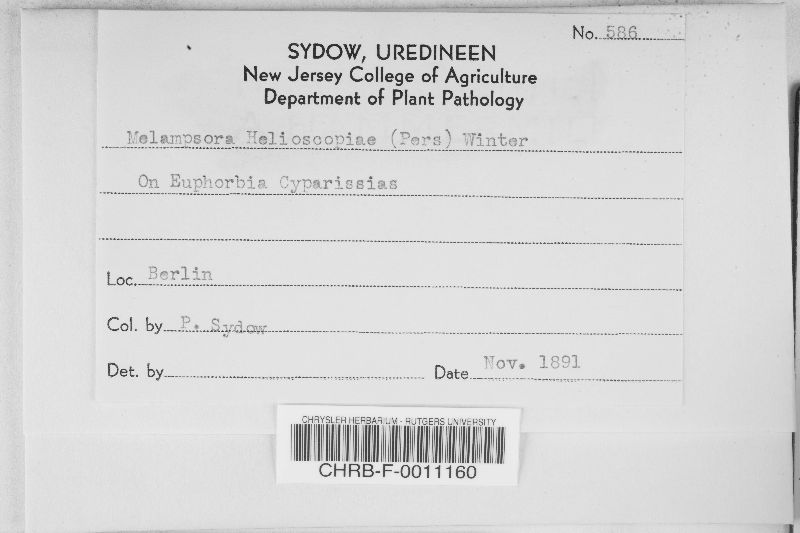 No. 586
SYDOW, UREDINEEN
New Jersey College of Agriculture
Department of Plant Pathology
Melampsora Helioscopiae (Pers) Winter
On Euphorbia Cyparissias
Loc. Berlin
Col. by P. Sydow
Det. by Date Nov. 1891
CHRYSLER HERBARIUM - RUTGERS UNIVERSITY
CHRB-F-0011160